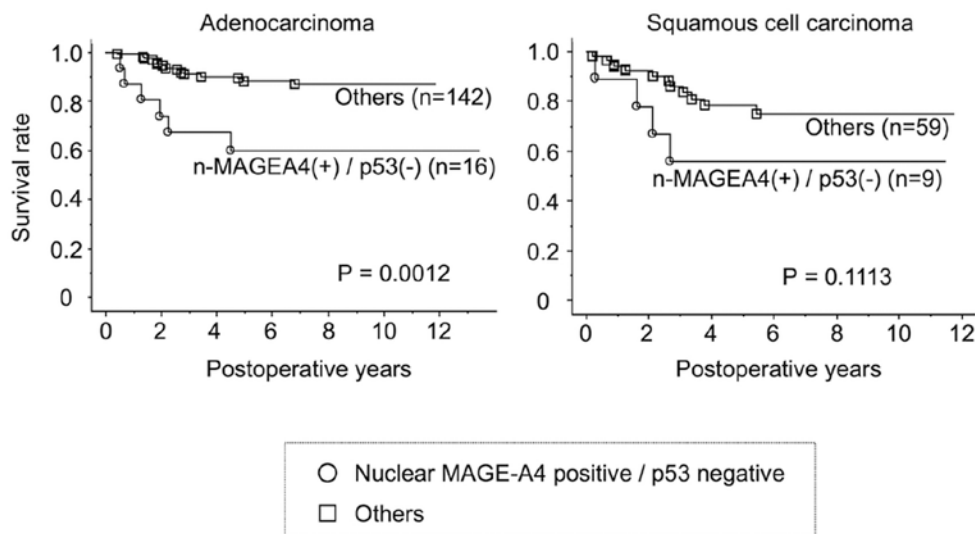 Adenocarcinoma
Survival rate
1.0
0.8
0.6
0.4
0.2
0
Others (n=142)
n-MAGEA4(+) / p53(-) (n=16)
P = 0.0012
0 2 4 6 8 10 12
Postoperative years
Squamous cell carcinoma
1.0
0.8
0.6
0.4
0.2
0
Others (n=59)
n-MAGEA4(+) / p53(-) (n=9)
P = 0.1113
0 2 4 6 8 10 12
Postoperative years
Nuclear MAGE-A4 positive / p53 negative
Others